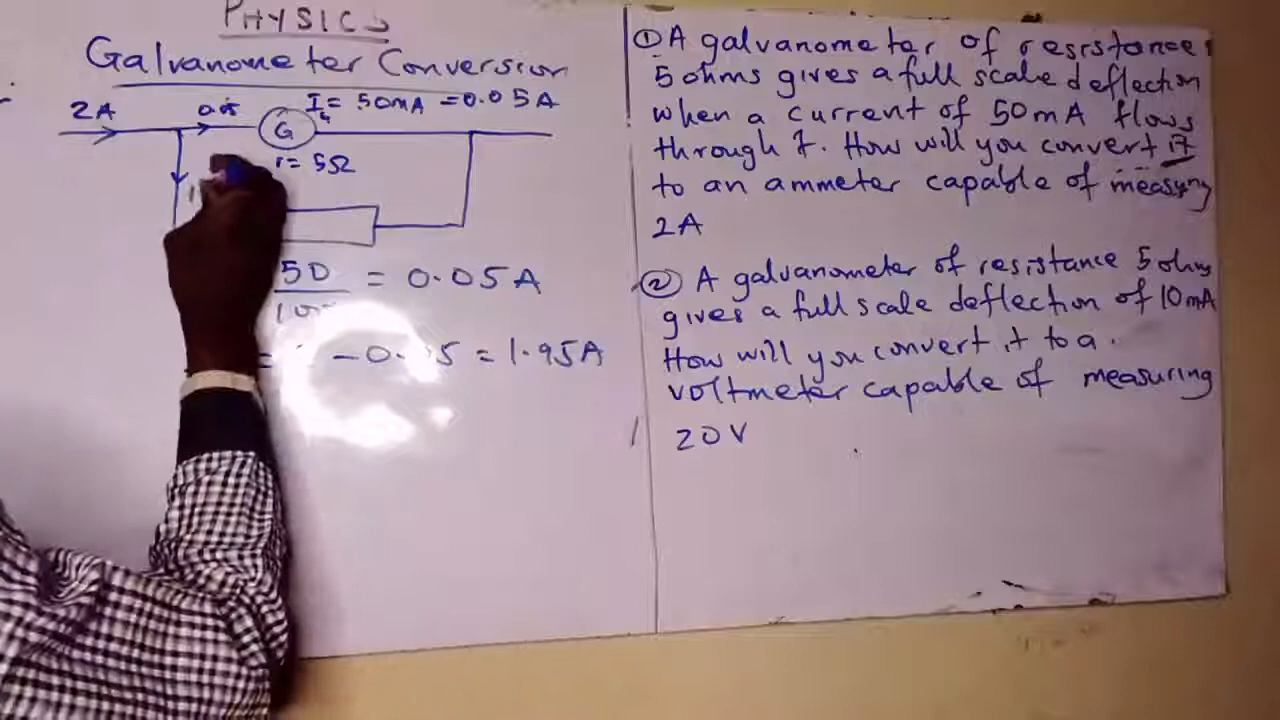 PHYSICS
Galvanometer Conversion
2A
I = 50mA = 0.05A
G
r = 5Ω
50 = 0.05A
= 1.95A
① A galvanometer of resistance
5 ohms gives a full scale deflection
when a current of 50mA flows
through it. How will you convert it
to an ammeter capable of measuring
2A
② A galvanometer of resistance 5 ohms
gives a full scale deflection of 10mA
How will you convert it to a
voltmeter capable of measuring
20V